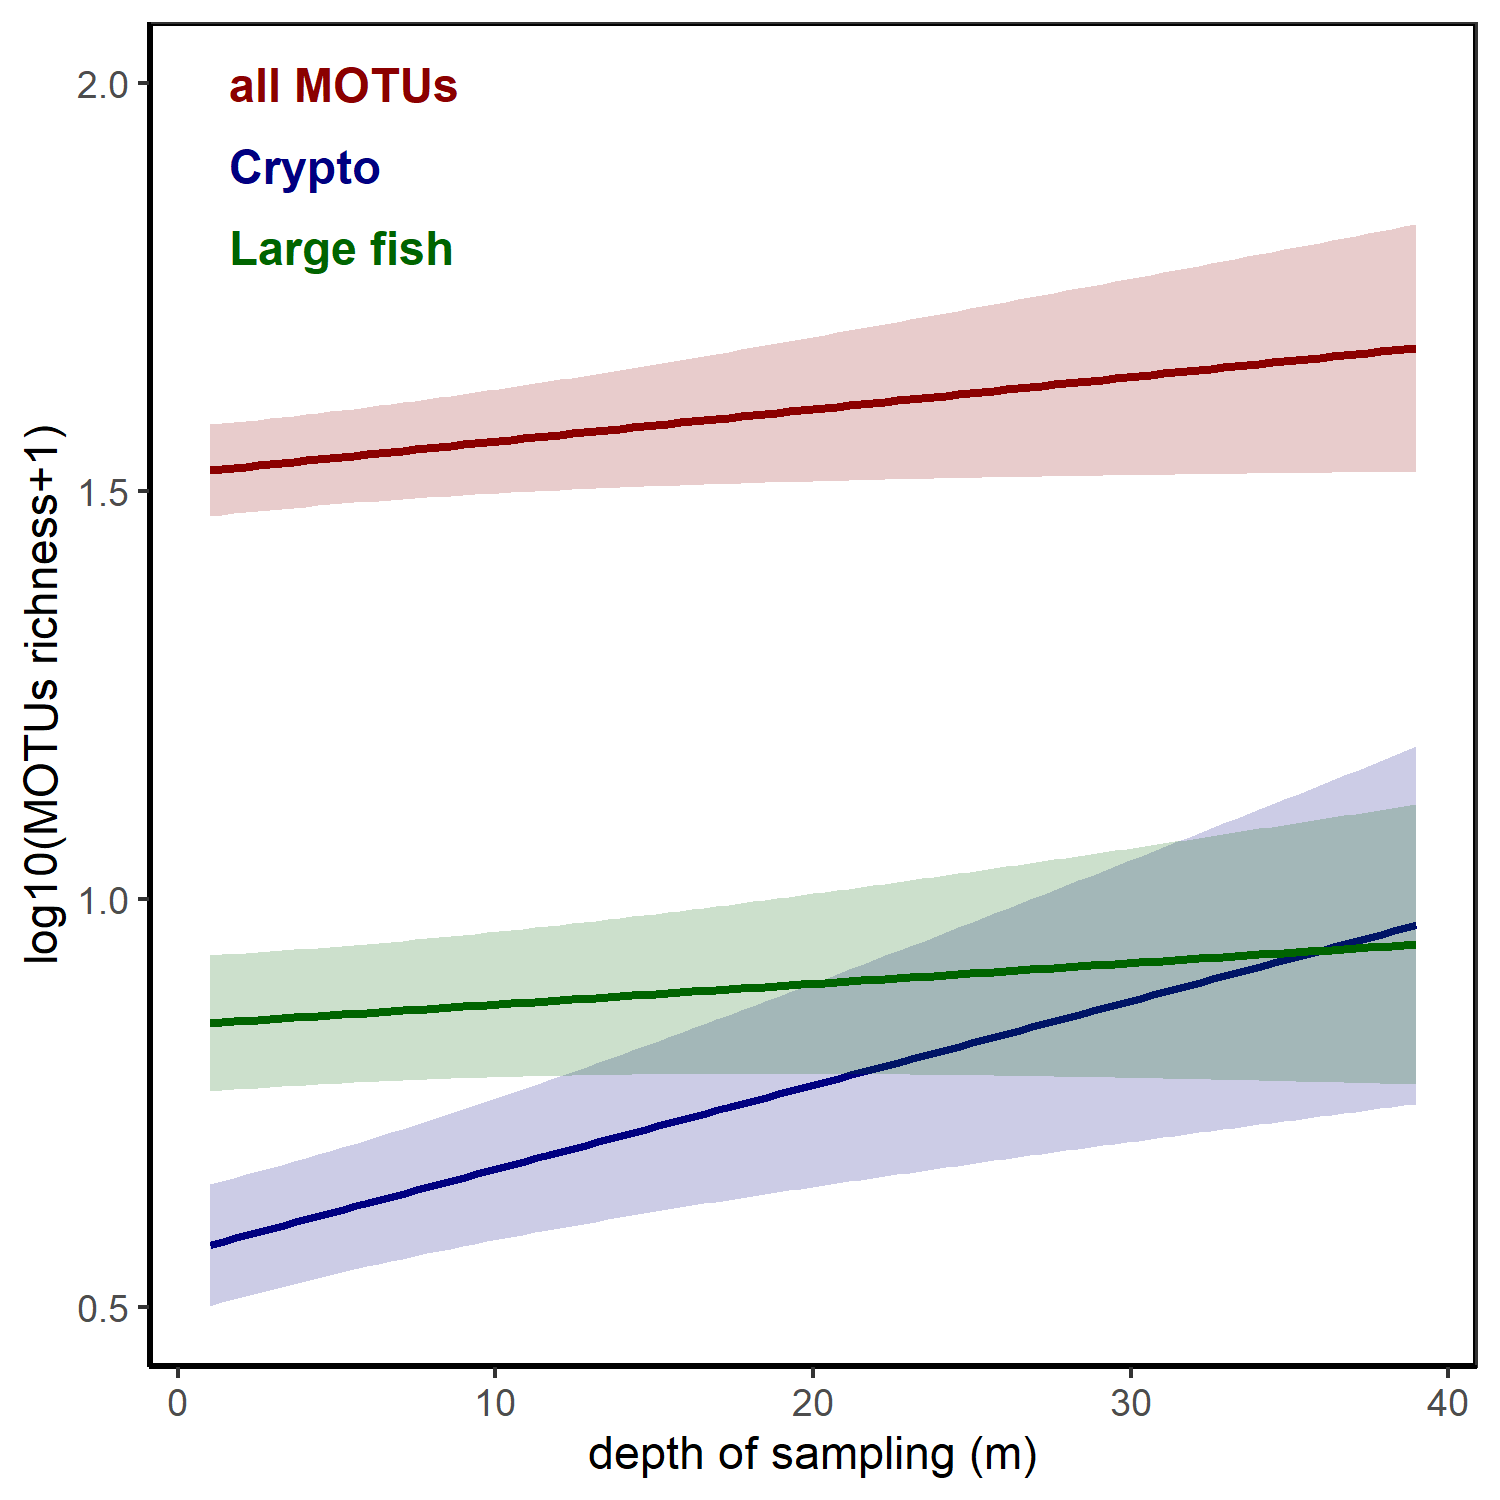 all MOTUs
Crypto
Large fish
2.0
1.5
1.0
0.5
log10(MOTUs richness+1)
0 10 20 30 40
depth of sampling (m)